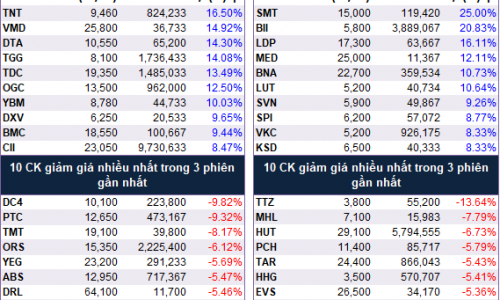 TNT 9,460 824,233 16.50%
VMD 25,800 36,733 14.92%
DTA 10,550 65,200 14.30%
TGG 8,100 1,736,433 14.08%
TDC 19,350 1,485,033 13.49%
OGC 13,500 962,000 12.50%
YBM 8,780 44,733 10.03%
DXV 6,250 20,533 9.65%
BMC 18,550 100,667 9.44%
CII 23,050 9,730,633 8.47%
10 CK giảm giá nhiều nhất trong 3 phiên
gần nhất
DC4 10,100 223,800 -9.82%
PTC 12,650 473,167 -9.32%
TMT 19,100 39,800 -8.17%
ORS 15,350 2,225,400 -6.12%
YEG 23,200 291,233 -5.69%
ABS 12,950 717,367 -5.47%
DRL 64,100 11,700 -5.46%
SMT 15,000 119,420 25.00%
BII 5,800 3,889,067 20.83%
LDP 17,300 63,667 16.11%
MED 25,000 11,367 12.11%
BNA 22,700 359,534 10.73%
LUT 5,200 40,734 10.64%
SVN 5,900 49,867 9.26%
SPI 6,200 57,072 8.77%
VKC 5,200 926,175 8.33%
KSD 6,500 40,833 8.33%
10 CK giảm giá nhiều nhất trong 3 phiên
gần nhất
TTZ 3,800 55,200 -13.64%
MHL 7,100 15,983 -7.79%
HUT 29,100 5,794,555 -6.73%
PCH 11,400 85,717 -5.79%
TAR 24,400 866,043 -5.43%
HHG 3,500 570,707 -5.41%
EVS 26,500 34,170 -5.36%